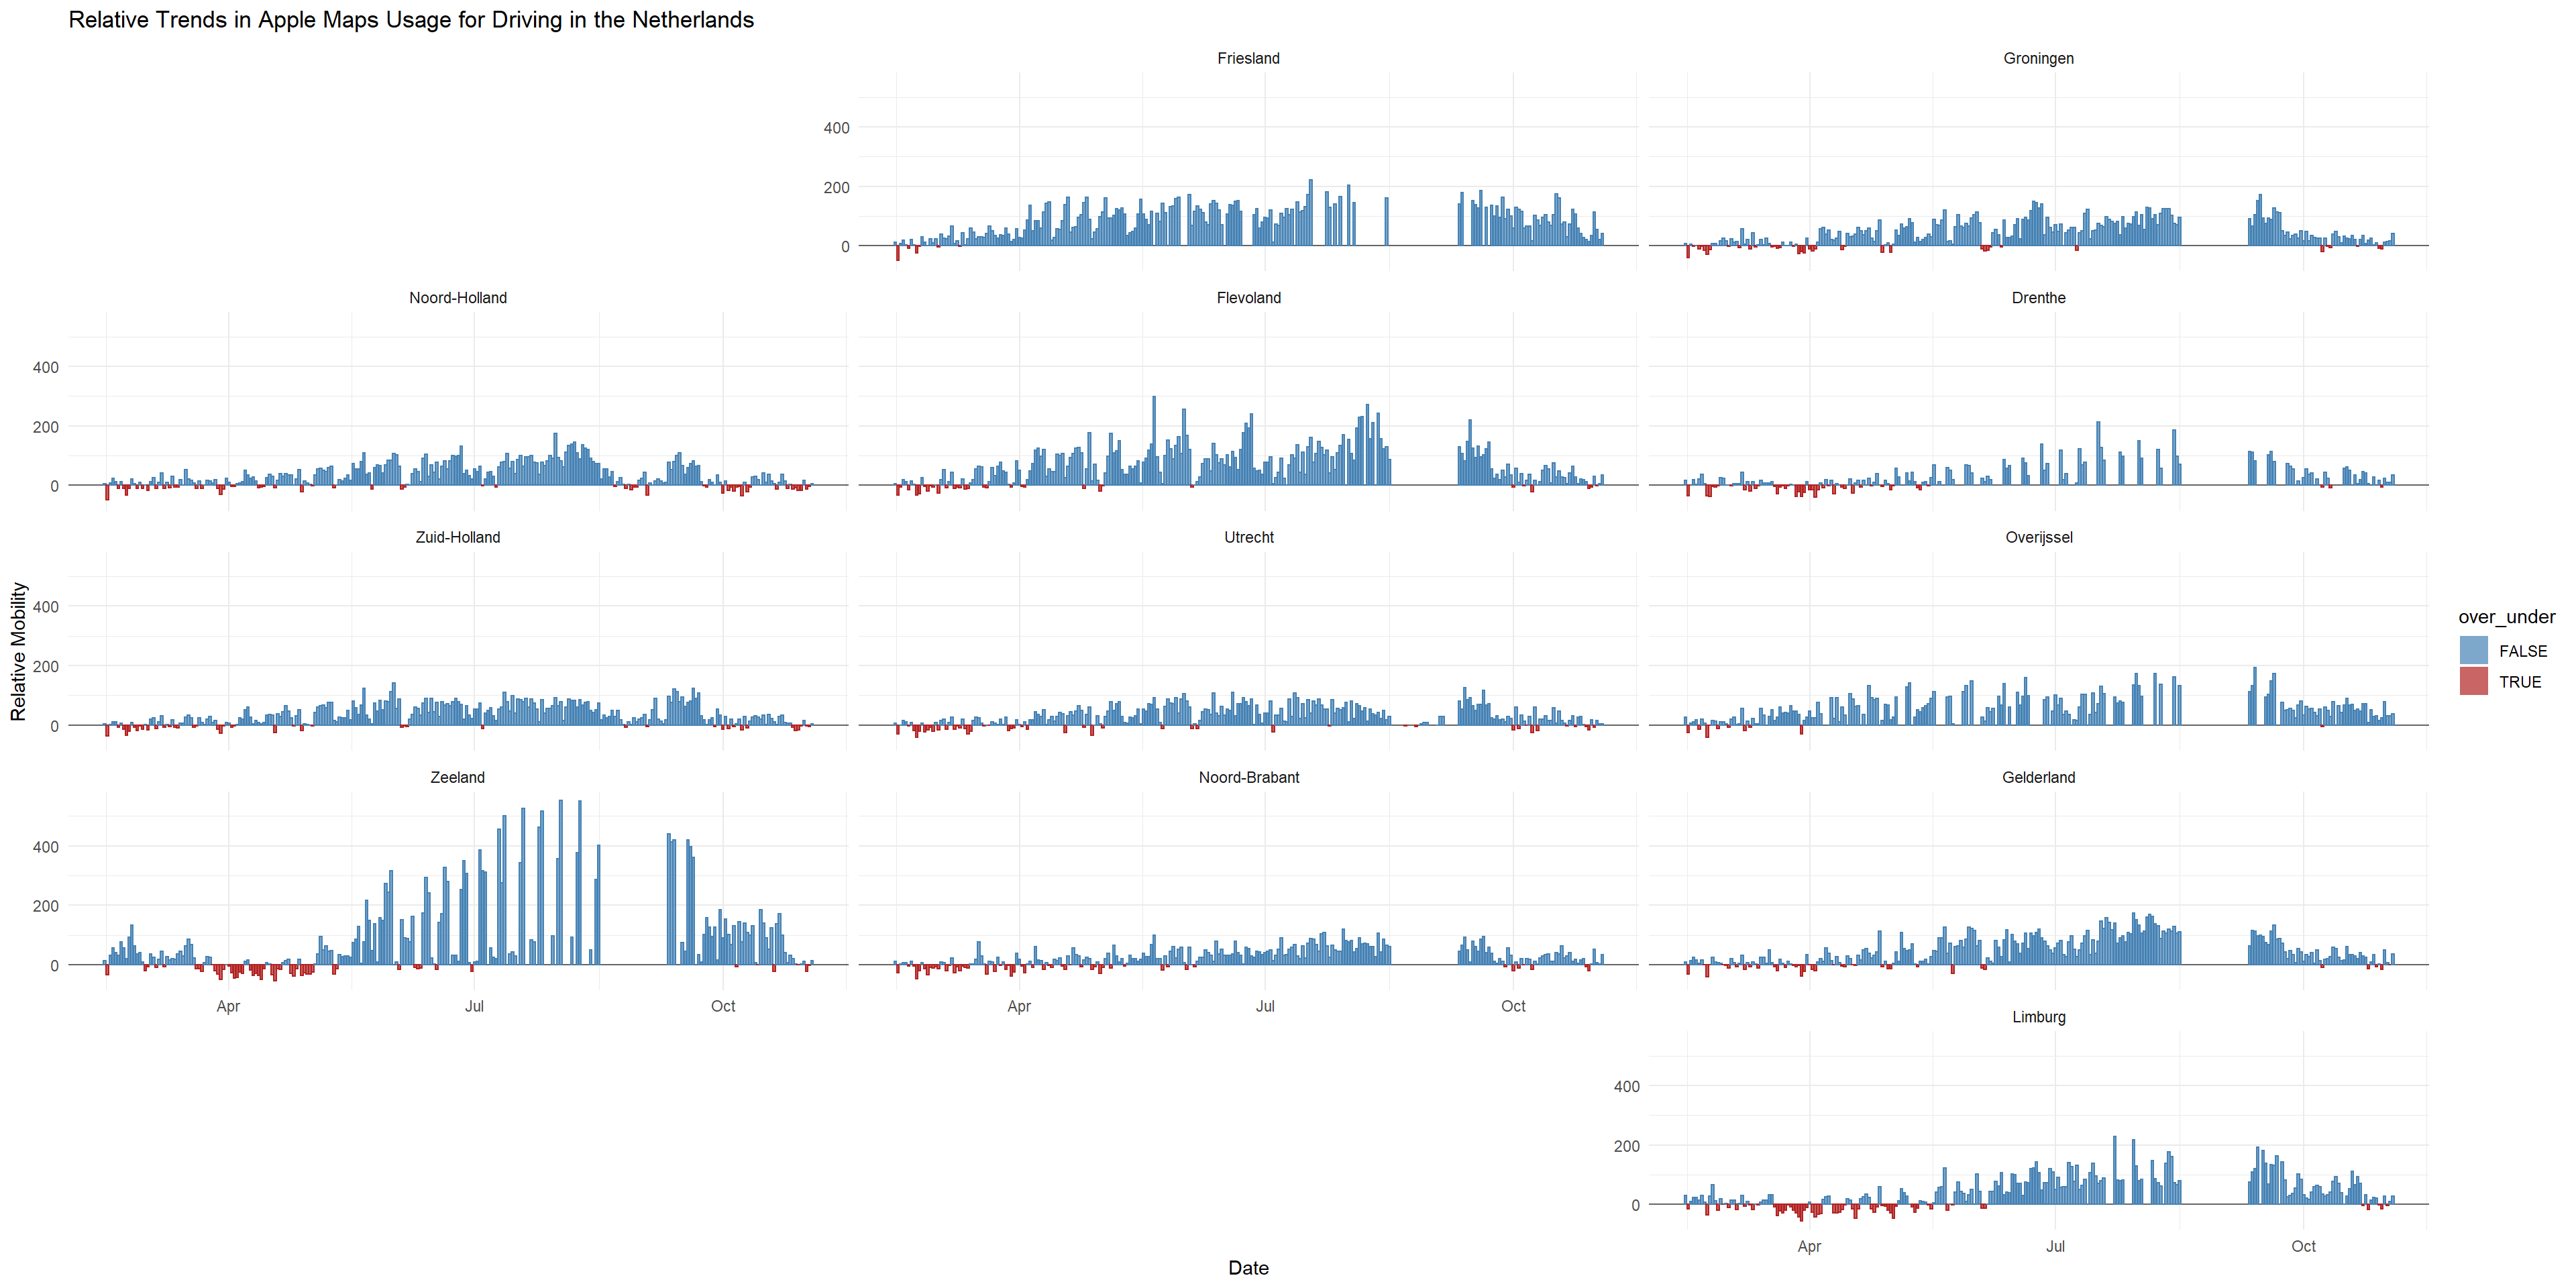 Relative Trends in Apple Maps Usage for Driving in the Netherlands
Friesland
Groningen
400
200
0
Noord-Holland
Flevoland
Drenthe
400
200
0
Zuid-Holland
Utrecht
Overijssel
400
200
0
Zeeland
Noord-Brabant
Gelderland
400
200
0
Apr Jul Oct
Apr Jul Oct
Limburg
400
200
0
Apr Jul Oct
Date
Relative Mobility
over_under
FALSE
TRUE